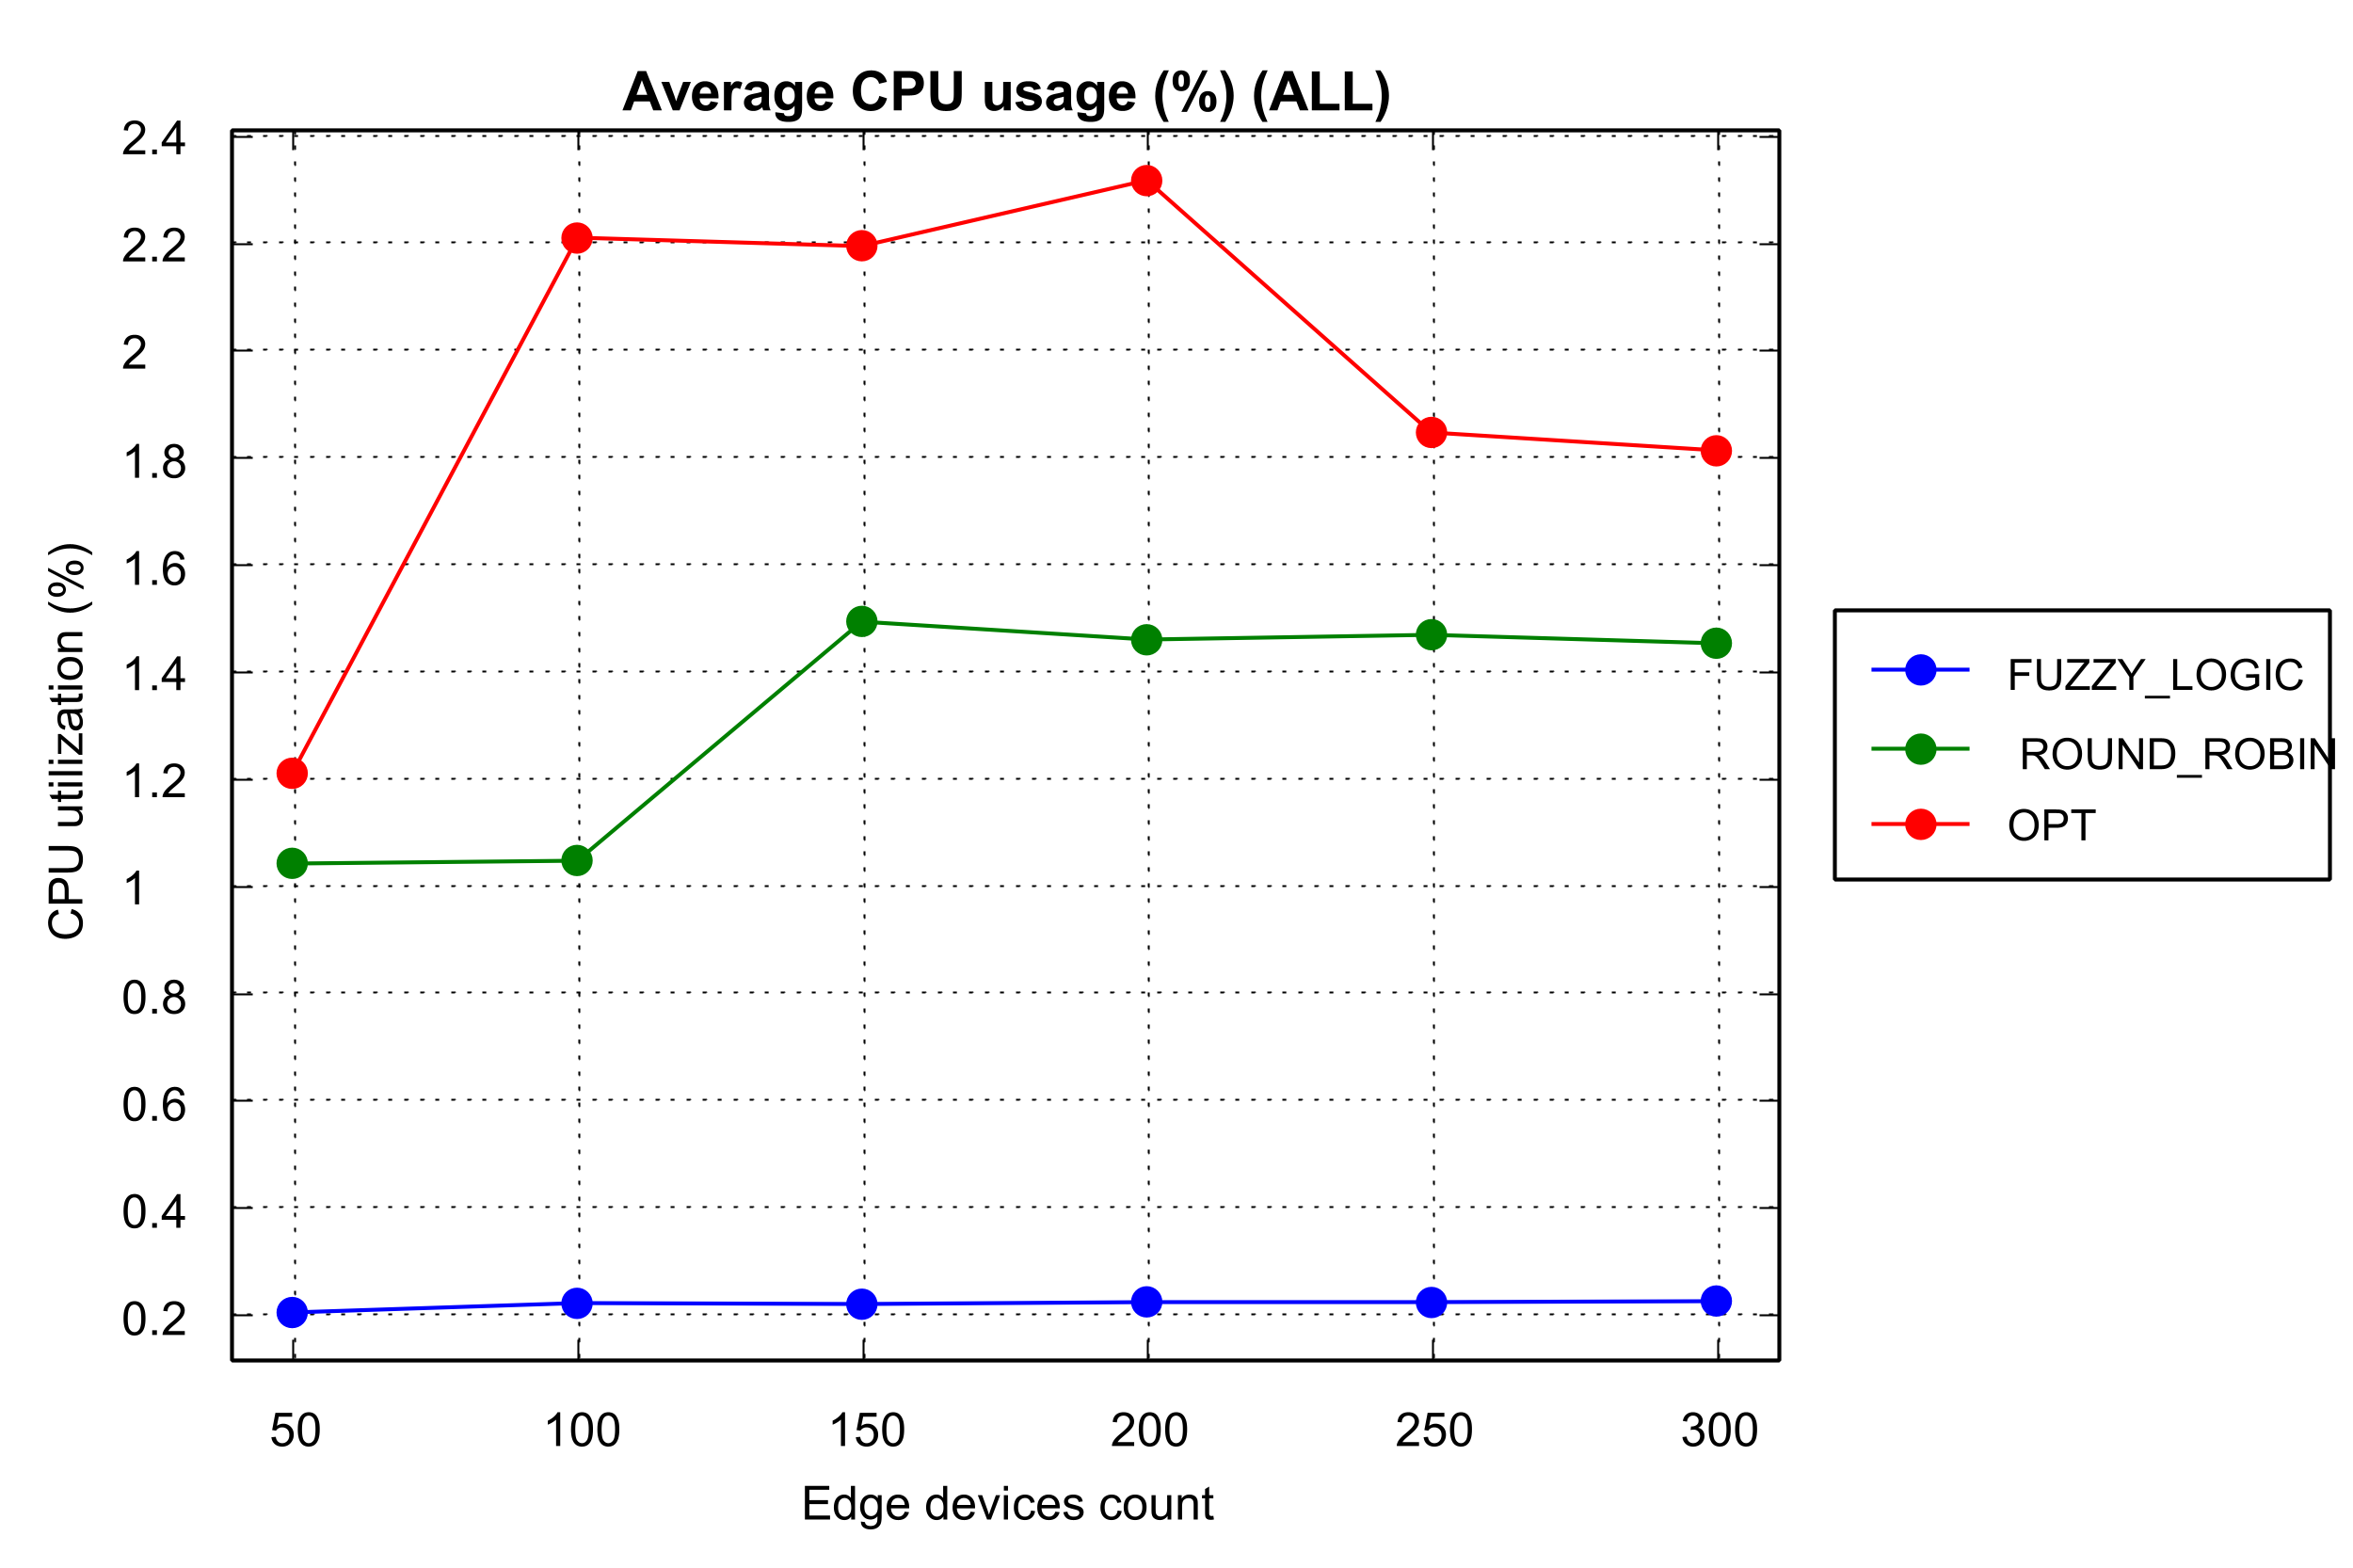 Average CPU usage (%) (ALL)
2.4
2.2
2
1.8
1.6
1.4
1.2
1
0.8
0.6
0.4
0.2
CPU utilization (%)
50 100 150 200 250 300
Edge devices count
FUZZY_LOGIC
ROUND_ROBIN
OPT